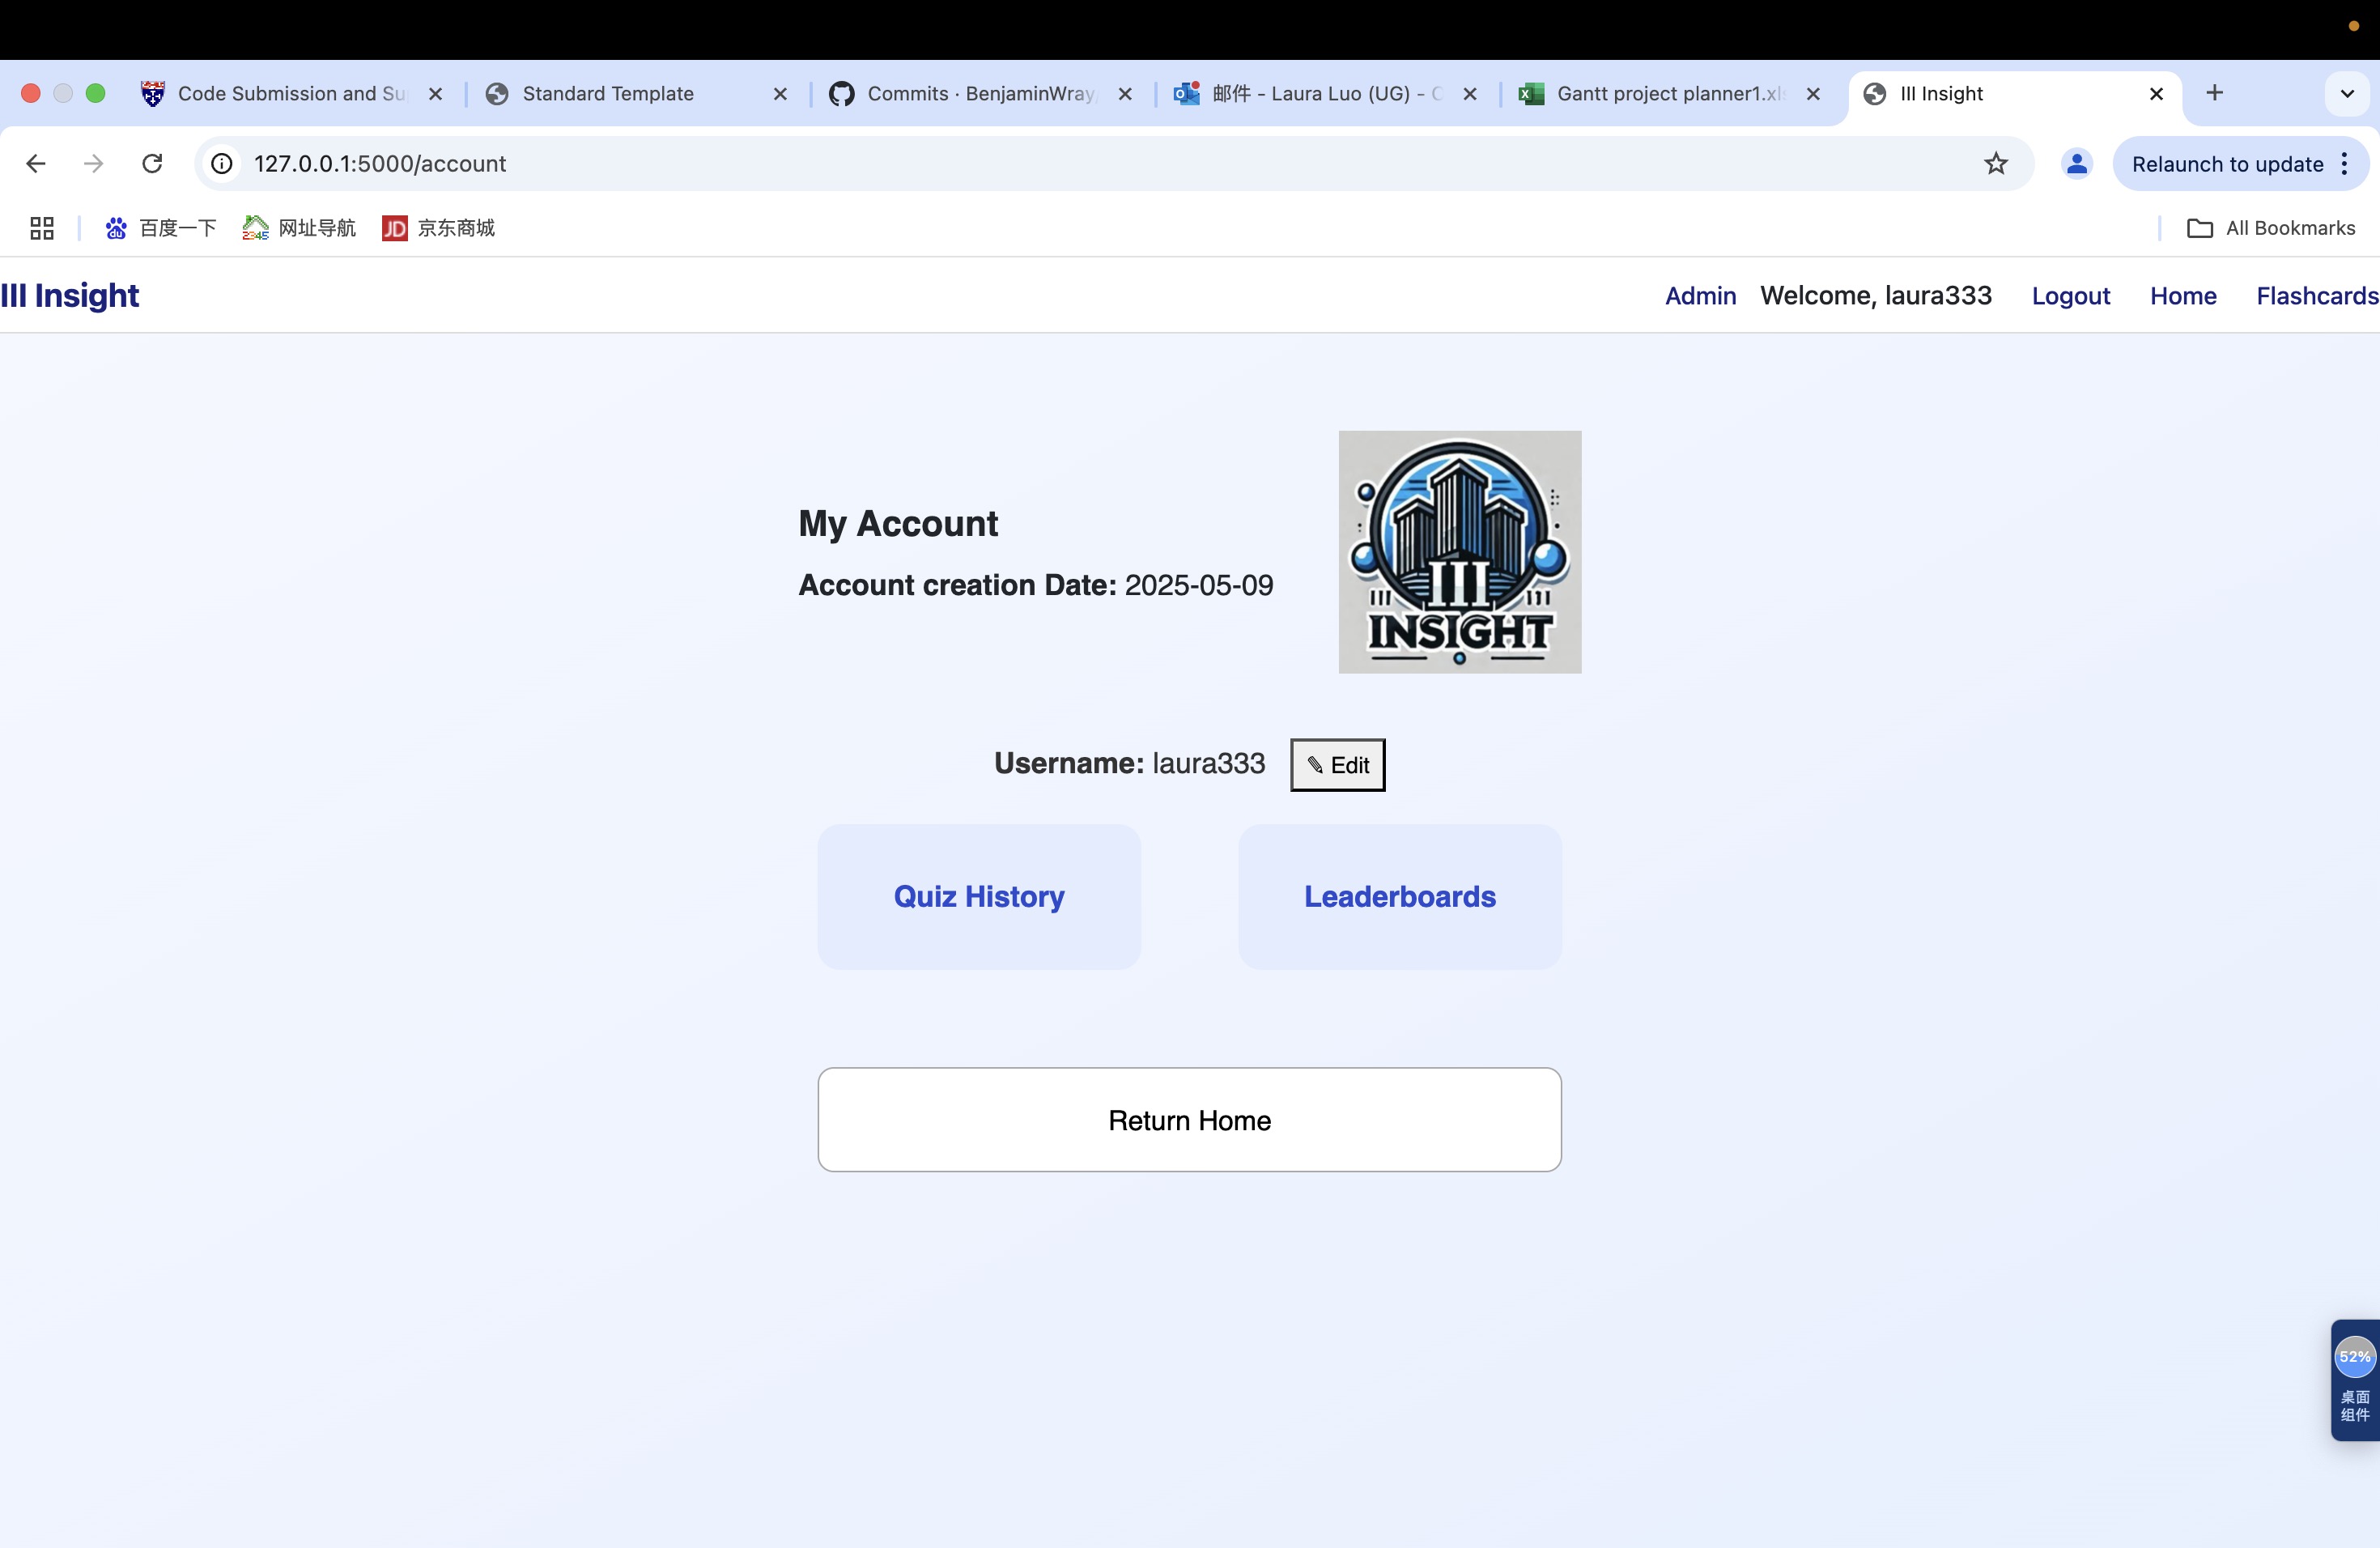 Code Submission and Su
Standard Template
Commits · BenjaminWray/
邮件 - Laura Luo (UG) - O
Gantt project planner1.xls
III Insight
127.0.0.1:5000/account
Relaunch to update
百度一下
网址导航
京东商城
All Bookmarks
III Insight
Admin
Welcome, laura333
Logout
Home
Flashcards
My Account
Account creation Date: 2025-05-09
III
III
III
INSIGHT
Username: laura333
✎ Edit
Quiz History
Leaderboards
Return Home
52%
桌面
组件